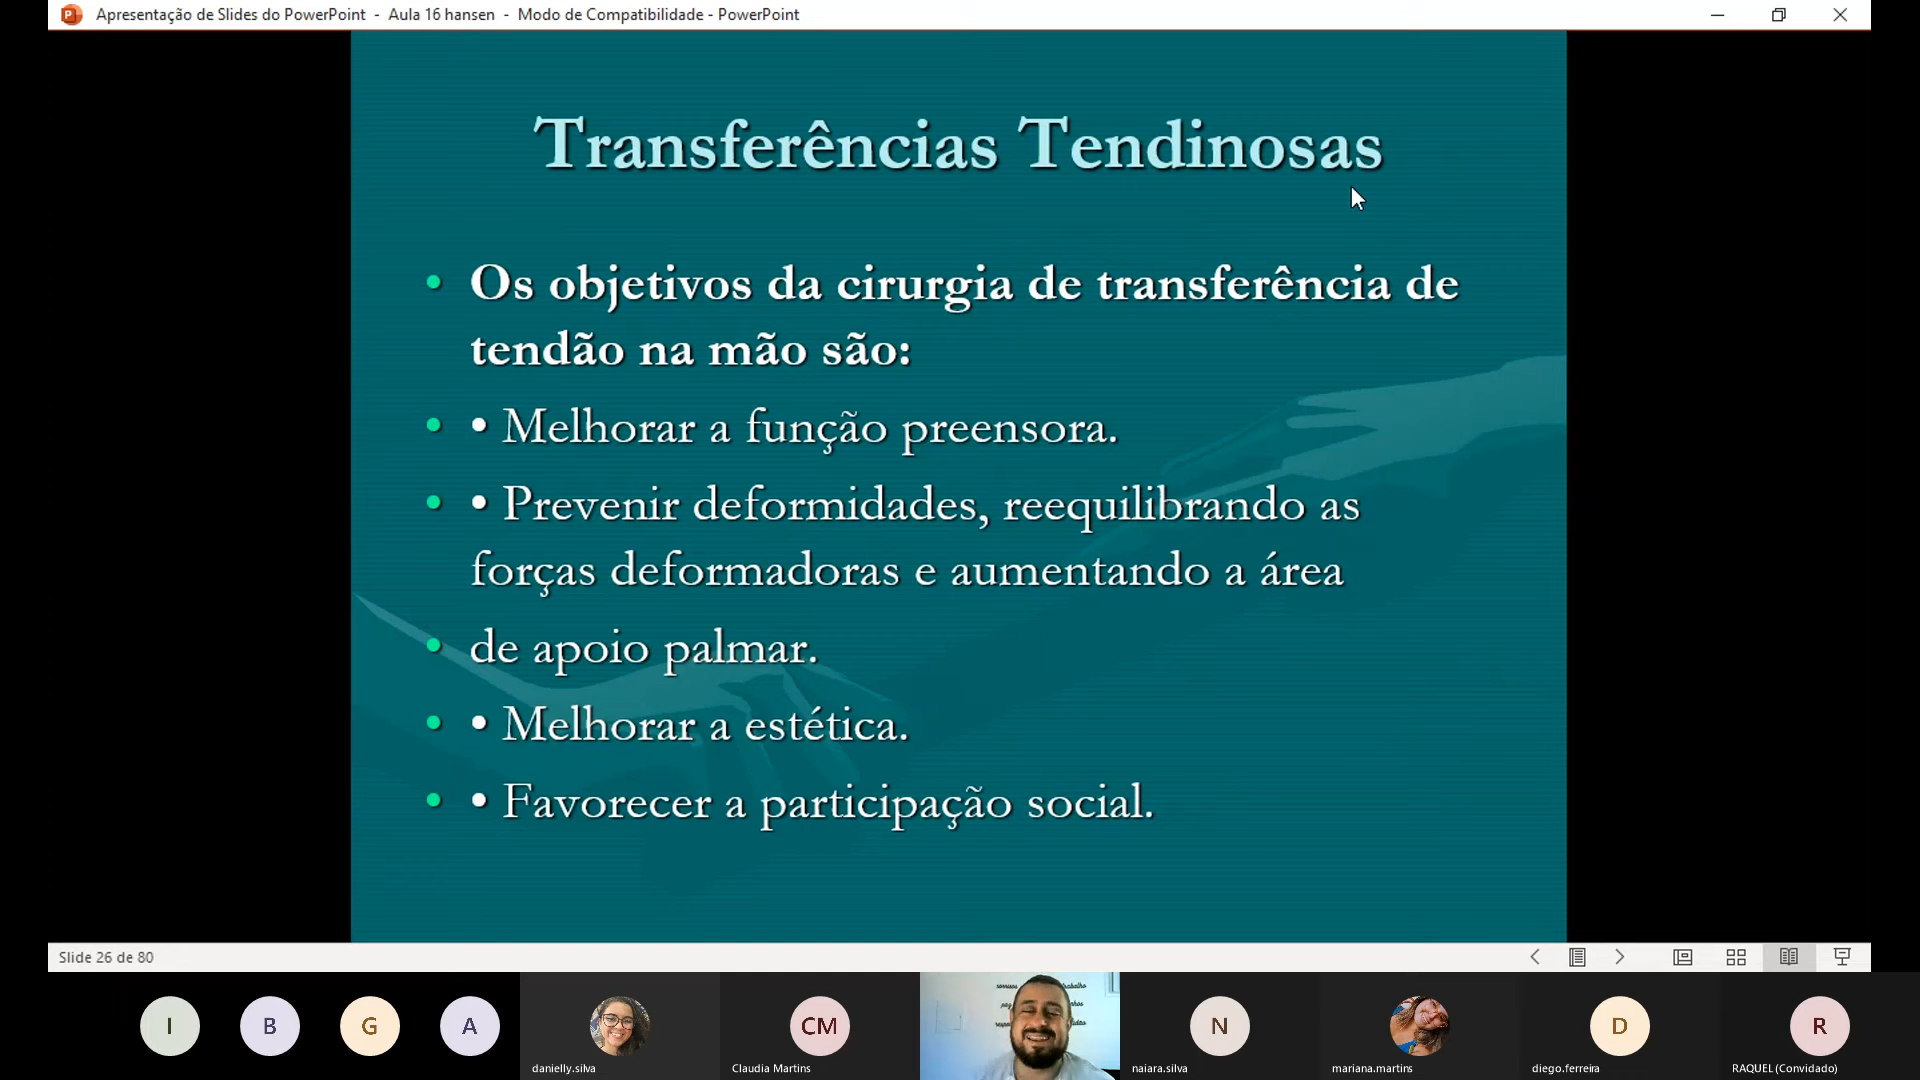 Apresentação de Slides do PowerPoint - Aula 16 hansen - Modo de Compatibilidade - PowerPoint
Transferências Tendinosas
• Os objetivos da cirurgia de transferência de
tendão na mão são:
• • Melhorar a função preensora.
• • Prevenir deformidades, reequilibrando as
forças deformadoras e aumentando a área
• de apoio palmar.
• • Melhorar a estética.
• • Favorecer a participação social.
Slide 26 de 80
I
B
G
A
danielly.silva
CM
Claudia Martins
N
naiara.silva
mariana.martins
D
diego.ferreira
R
RAQUEL (Convidado)